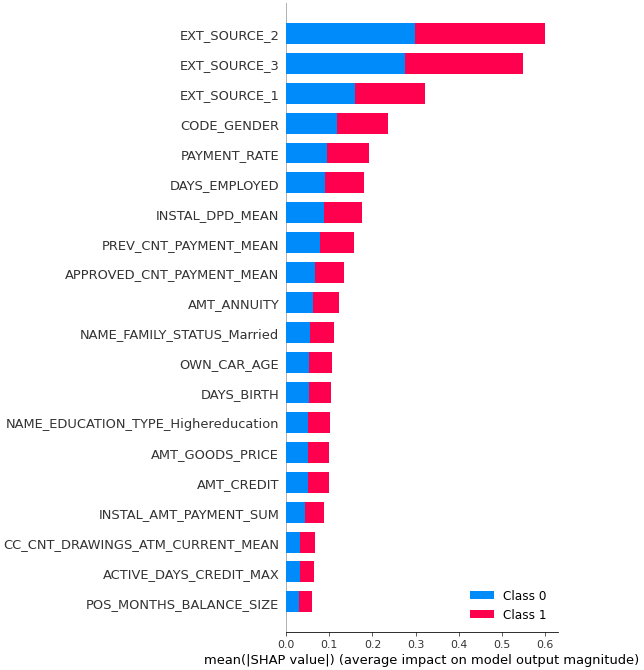 EXT_SOURCE_2
EXT_SOURCE_3
EXT_SOURCE_1
CODE_GENDER
PAYMENT_RATE
DAYS_EMPLOYED
INSTAL_DPD_MEAN
PREV_CNT_PAYMENT_MEAN
APPROVED_CNT_PAYMENT_MEAN
AMT_ANNUITY
NAME_FAMILY_STATUS_Married
OWN_CAR_AGE
DAYS_BIRTH
NAME_EDUCATION_TYPE_Highereducation
AMT_GOODS_PRICE
AMT_CREDIT
INSTAL_AMT_PAYMENT_SUM
CC_CNT_DRAWINGS_ATM_CURRENT_MEAN
ACTIVE_DAYS_CREDIT_MAX
POS_MONTHS_BALANCE_SIZE
Class 0
Class 1
0.0 0.1 0.2 0.3 0.4 0.5 0.6
mean(|SHAP value|) (average impact on model output magnitude)